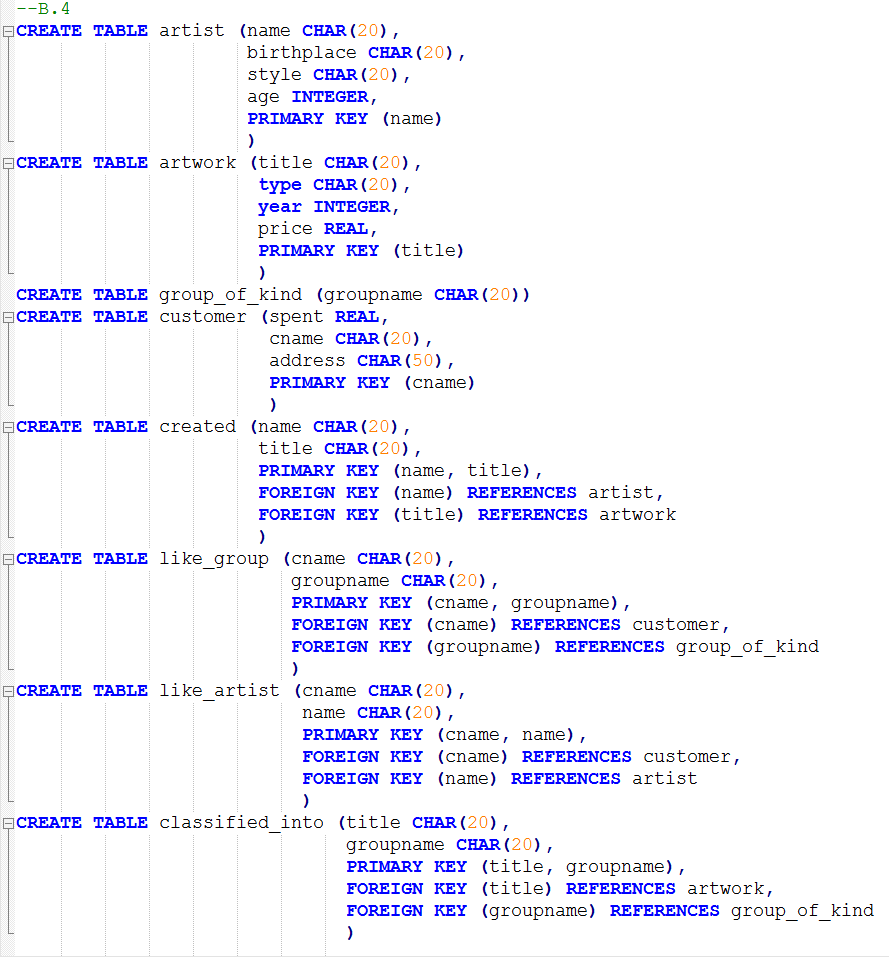 --B.4
CREATE TABLE artist (name CHAR(20),
birthplace CHAR(20),
style CHAR(20),
age INTEGER,
PRIMARY KEY (name)
)
CREATE TABLE artwork (title CHAR(20),
type CHAR(20),
year INTEGER,
price REAL,
PRIMARY KEY (title)
)
CREATE TABLE group_of_kind (groupname CHAR(20))
CREATE TABLE customer (spent REAL,
cname CHAR(20),
address CHAR(50),
PRIMARY KEY (cname)
)
CREATE TABLE created (name CHAR(20),
title CHAR(20),
PRIMARY KEY (name, title),
FOREIGN KEY (name) REFERENCES artist,
FOREIGN KEY (title) REFERENCES artwork
)
CREATE TABLE like_group (cname CHAR(20),
groupname CHAR(20),
PRIMARY KEY (cname, groupname),
FOREIGN KEY (cname) REFERENCES customer,
FOREIGN KEY (groupname) REFERENCES group_of_kind
)
CREATE TABLE like_artist (cname CHAR(20),
name CHAR(20),
PRIMARY KEY (cname, name),
FOREIGN KEY (cname) REFERENCES customer,
FOREIGN KEY (name) REFERENCES artist
)
CREATE TABLE classified_into (title CHAR(20),
groupname CHAR(20),
PRIMARY KEY (title, groupname),
FOREIGN KEY (title) REFERENCES artwork,
FOREIGN KEY (groupname) REFERENCES group_of_kind
)